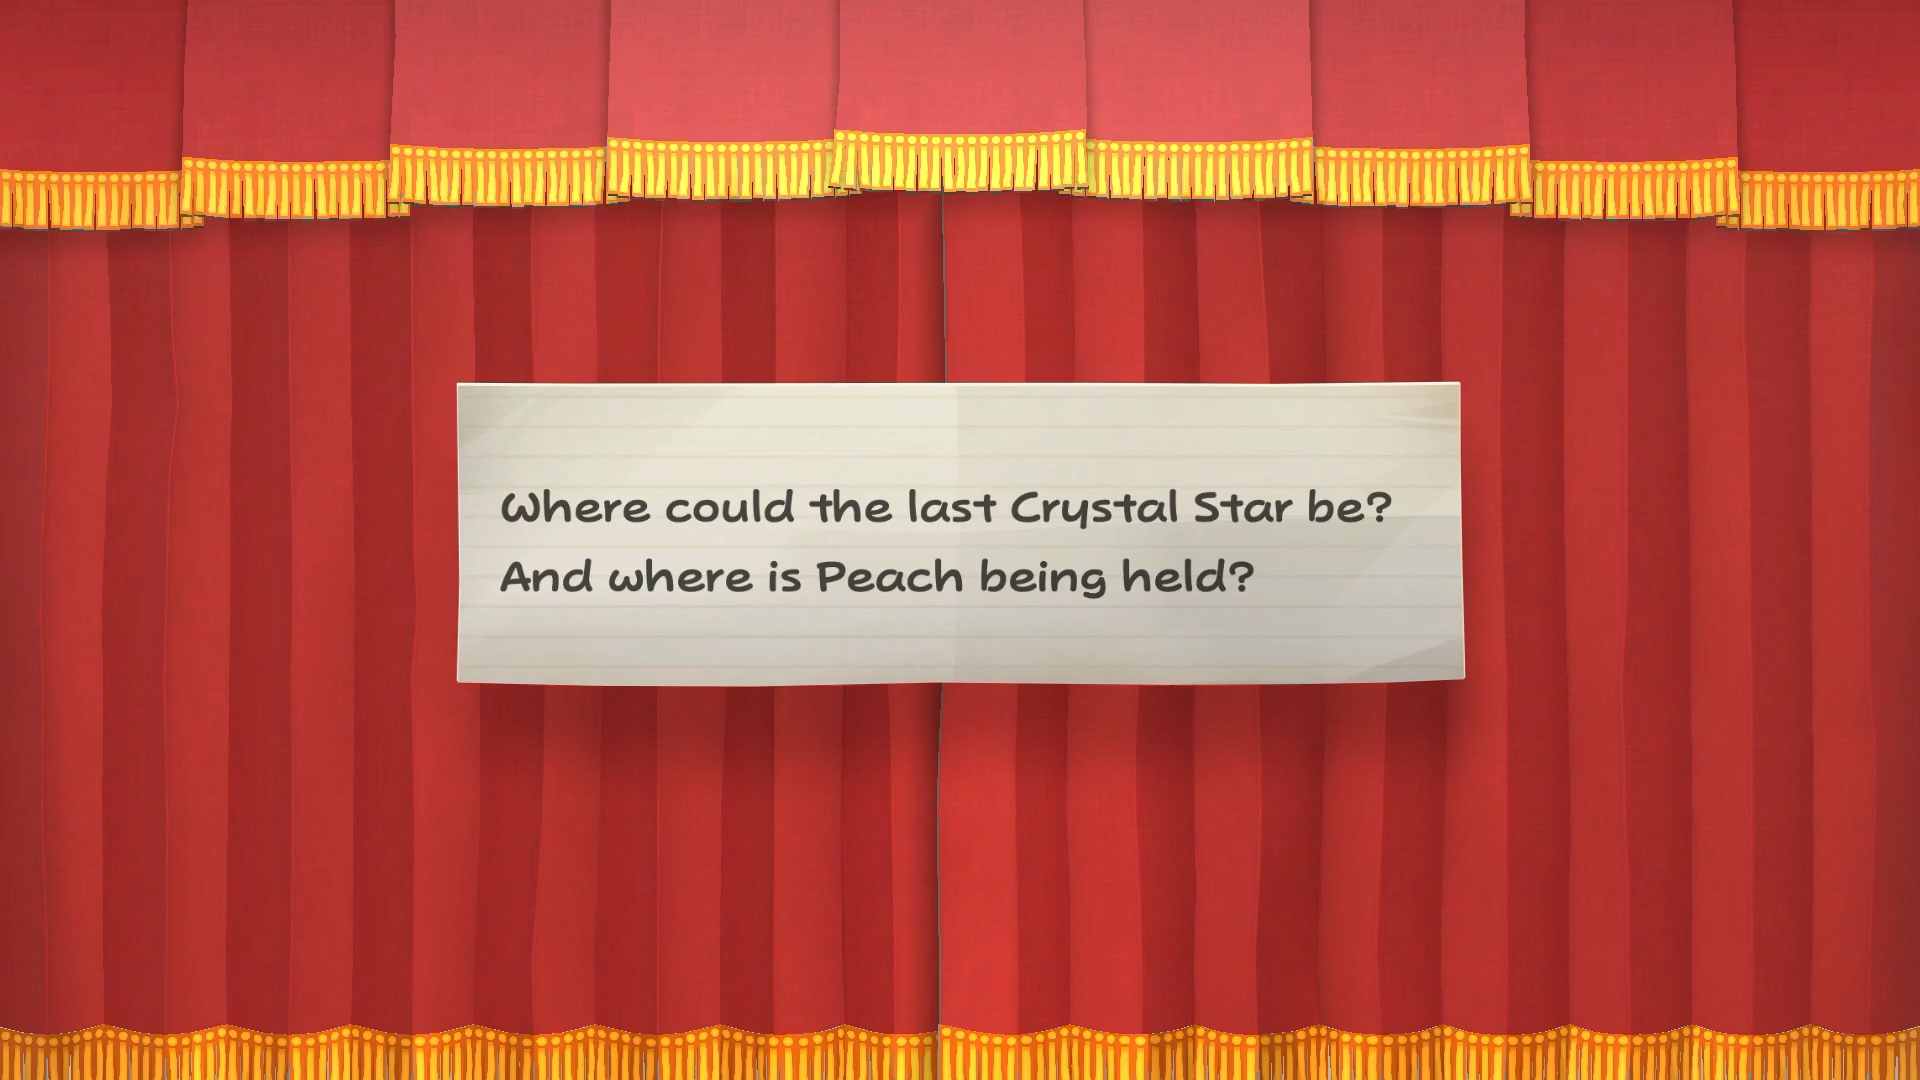 Where could the last Crystal Star be?
And where is Peach being held?